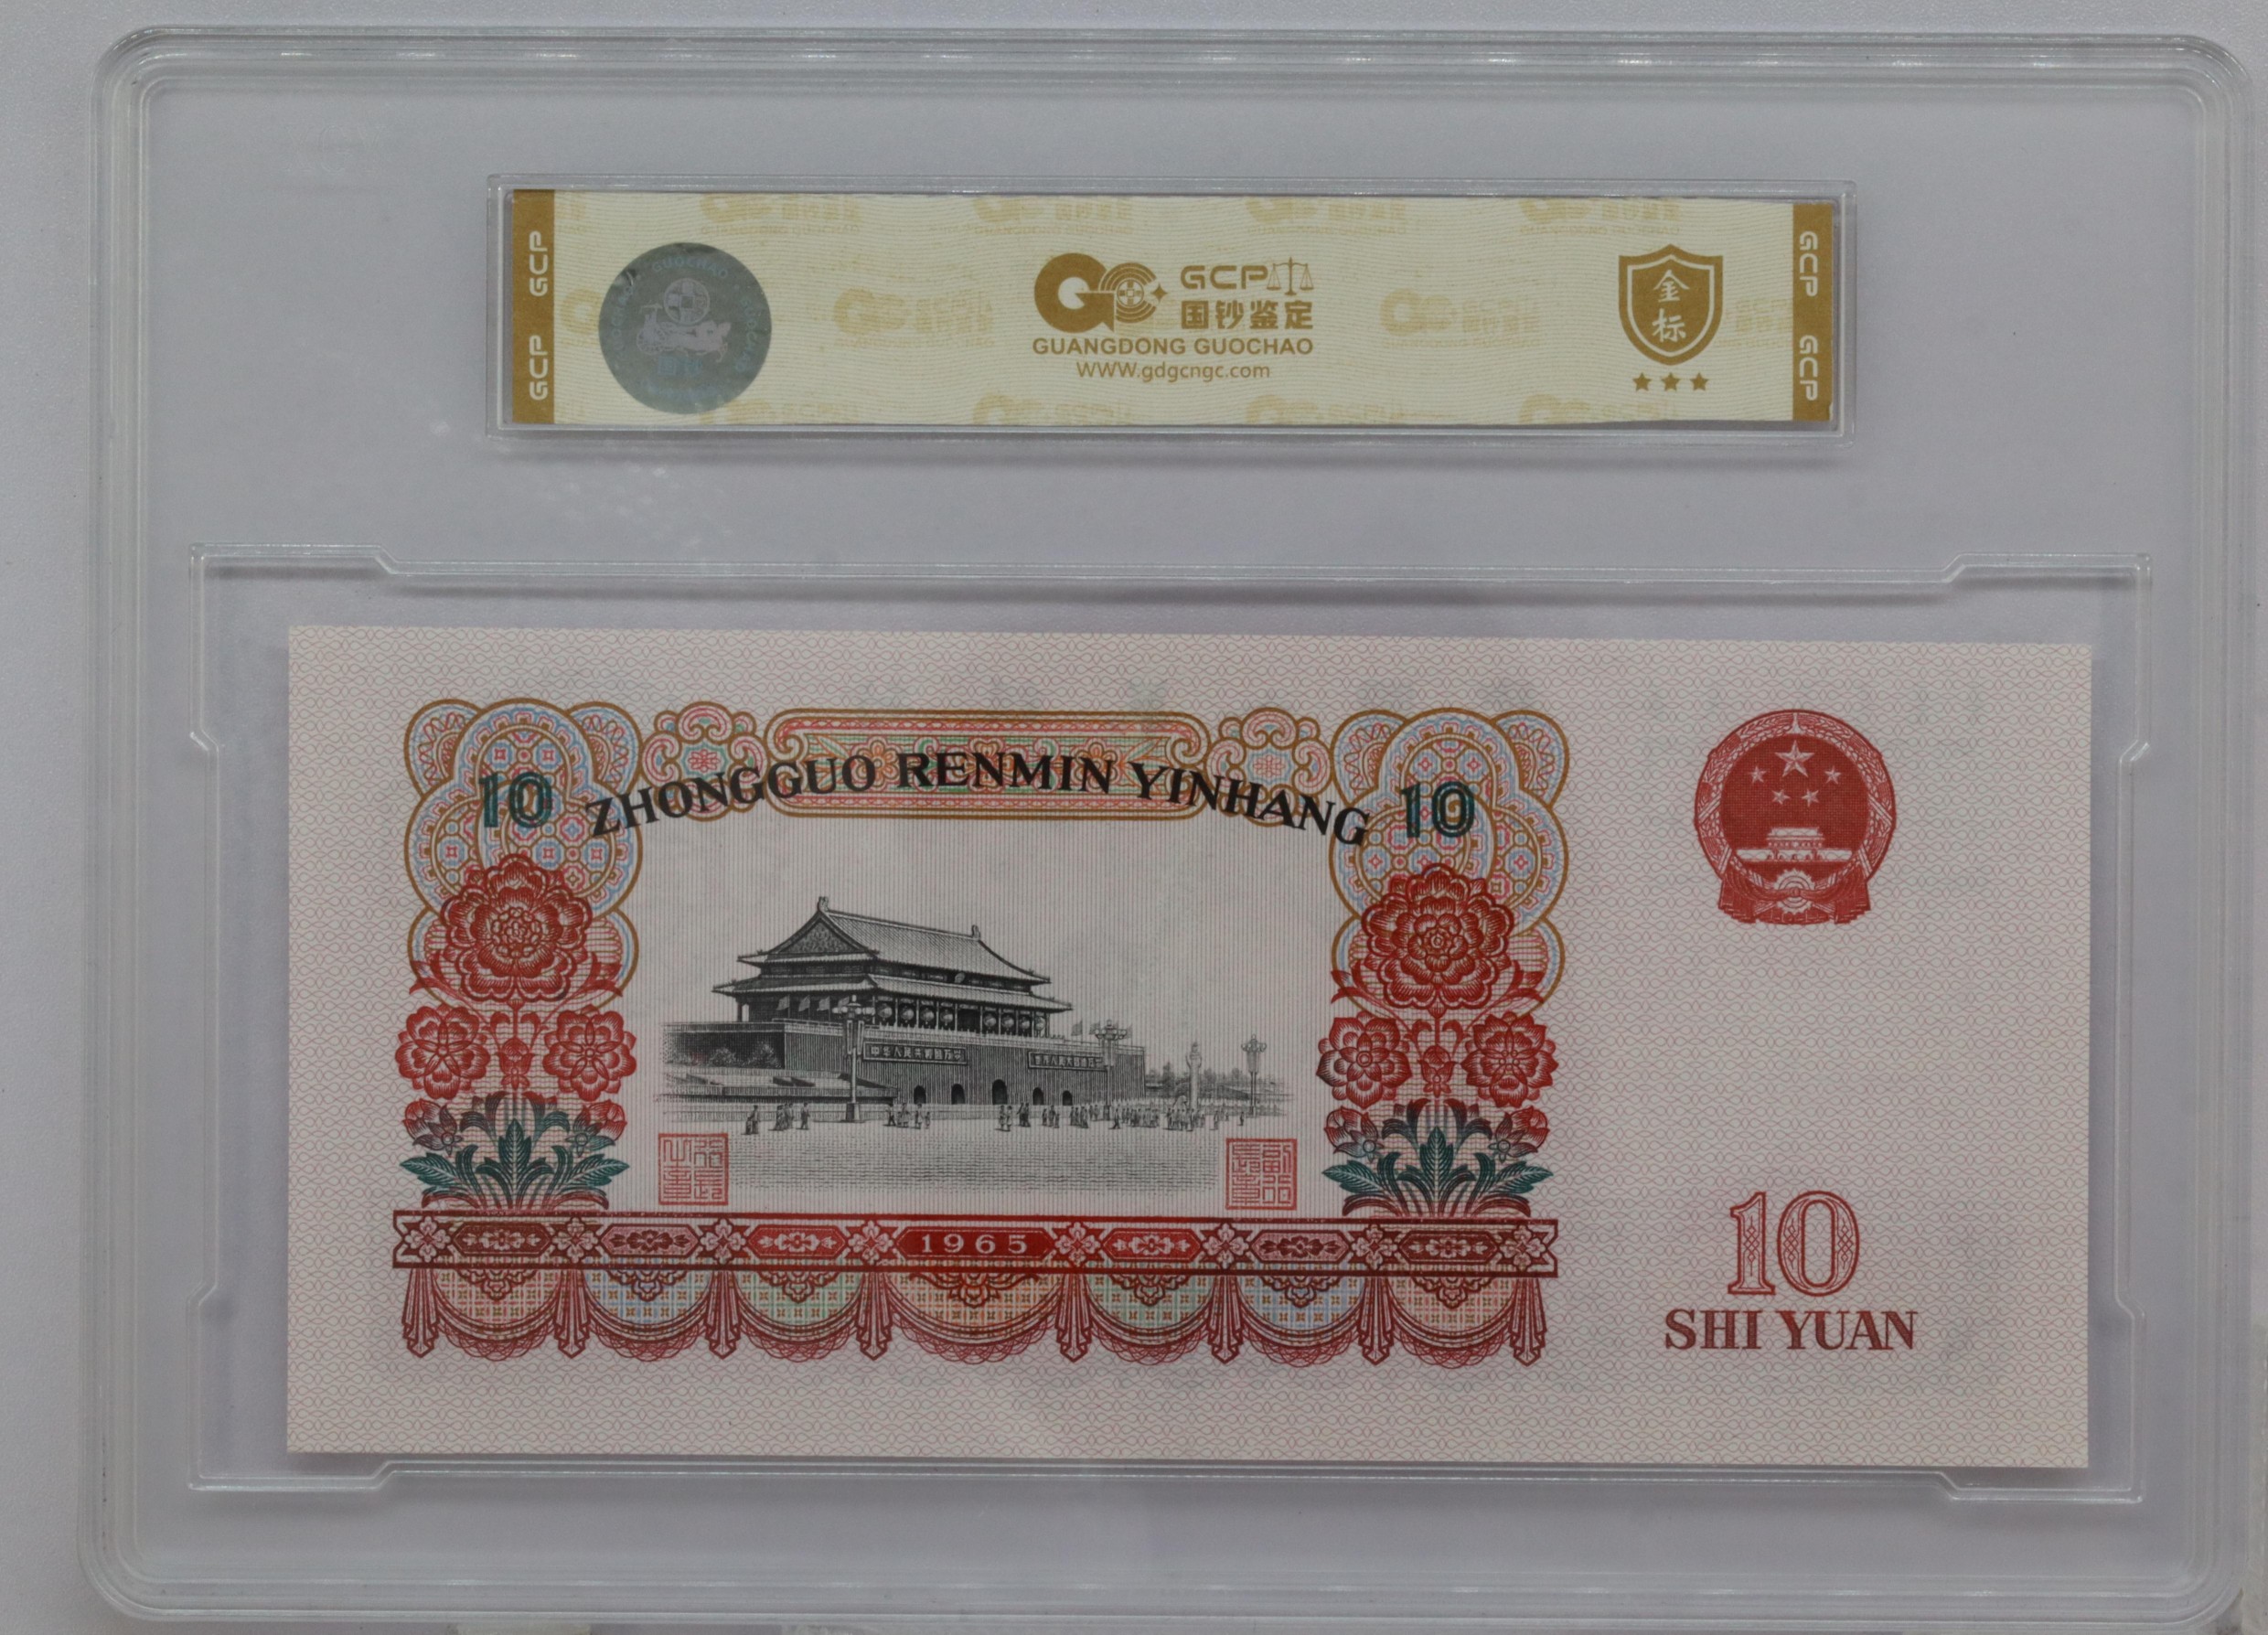 GCP GCP
GCP
国钞鉴定
GUANGDONG GUOCHAO
WWW.gdgcngc.com
金标
GCP GCP
10 ZHONGGUO RENMIN YINHANG 10
1965
10
SHI YUAN